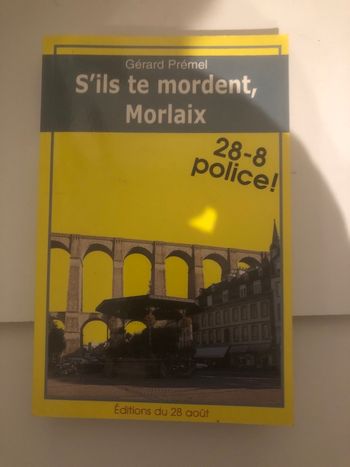 Gérard Prémel
S'ils te mordent,
Morlaix
28-8
police!
Éditions du 28 août